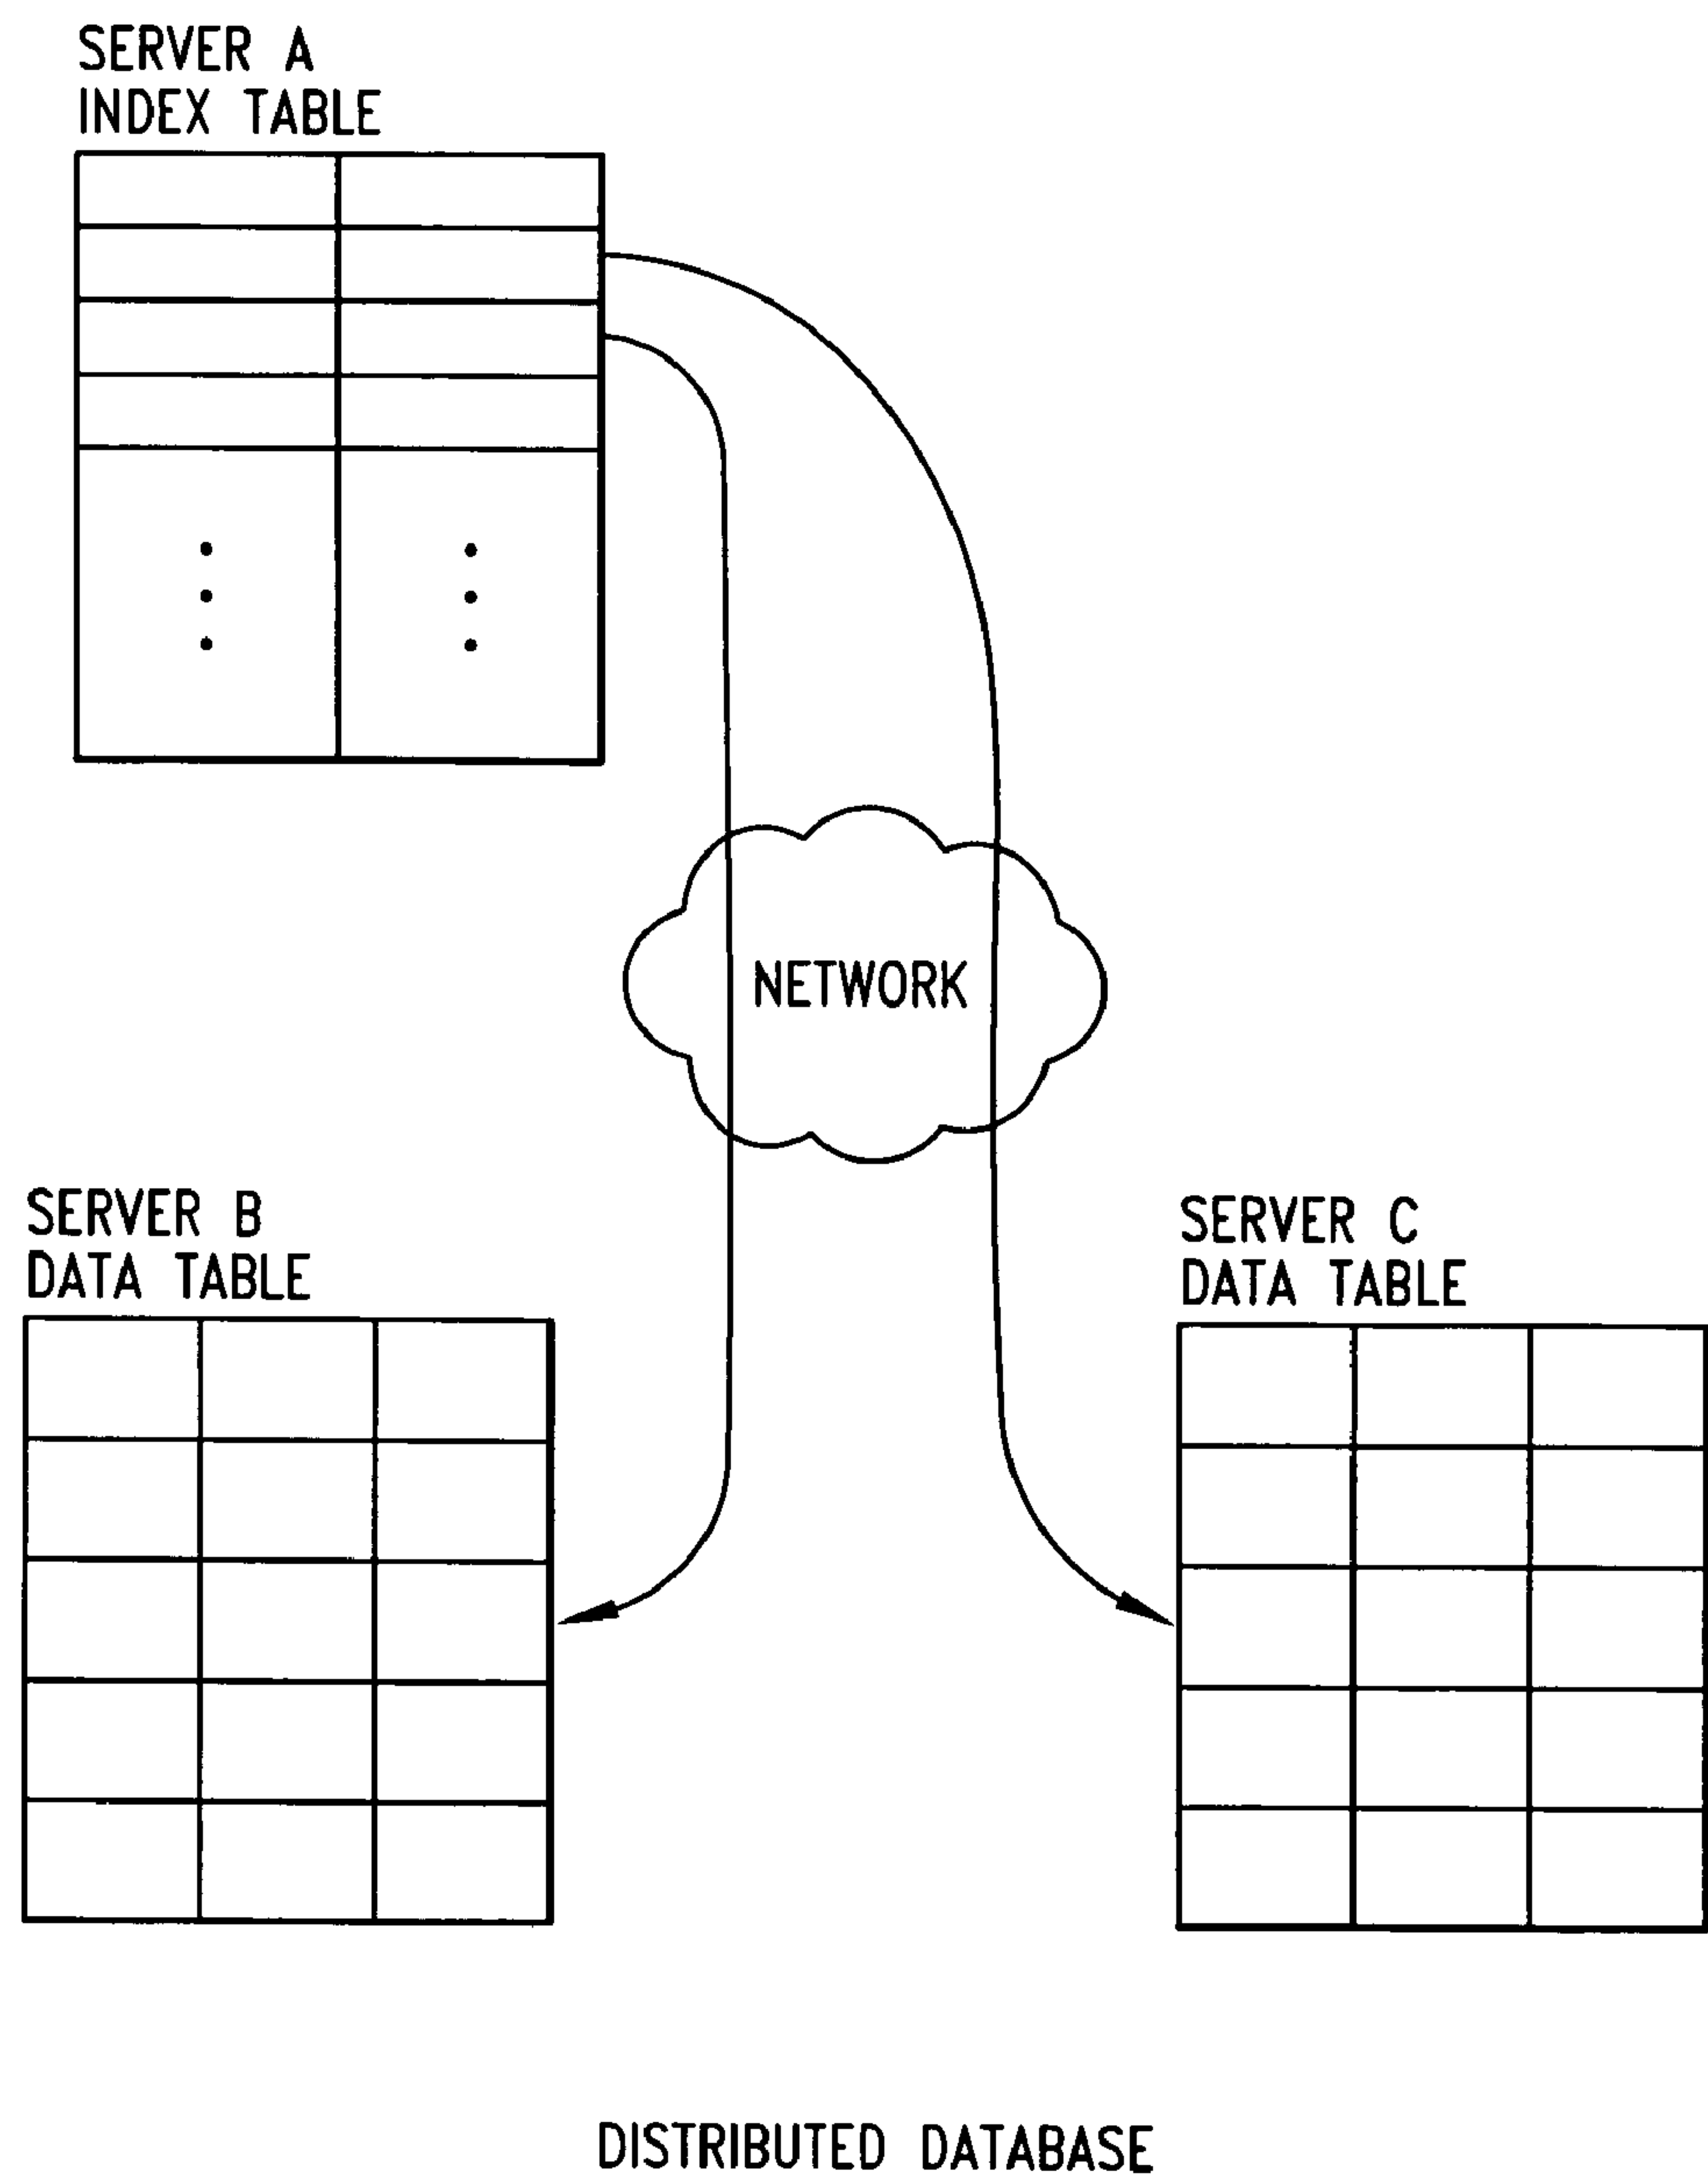 SERVER A
INDEX TABLE
NETWORK
SERVER B
DATA TABLE
SERVER C
DATA TABLE
DISTRIBUTED DATABASE